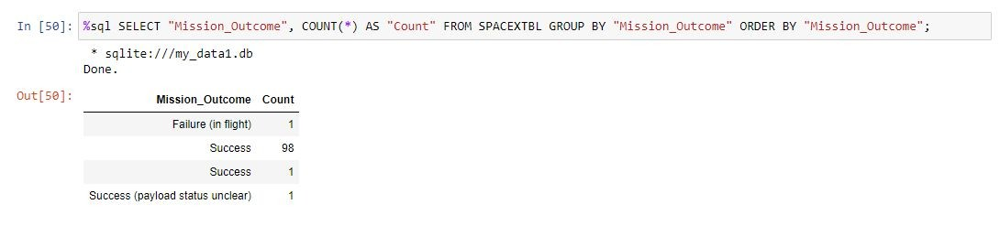 In [50]: %sql SELECT "Mission_Outcome", COUNT(*) AS "Count" FROM SPACEXTBL GROUP BY "Mission_Outcome" ORDER BY "Mission_Outcome";
* sqlite:///my_data1.db
Done.
Out[50]:
Mission_Outcome Count
Failure (in flight) 1
Success 98
Success 1
Success (payload status unclear) 1